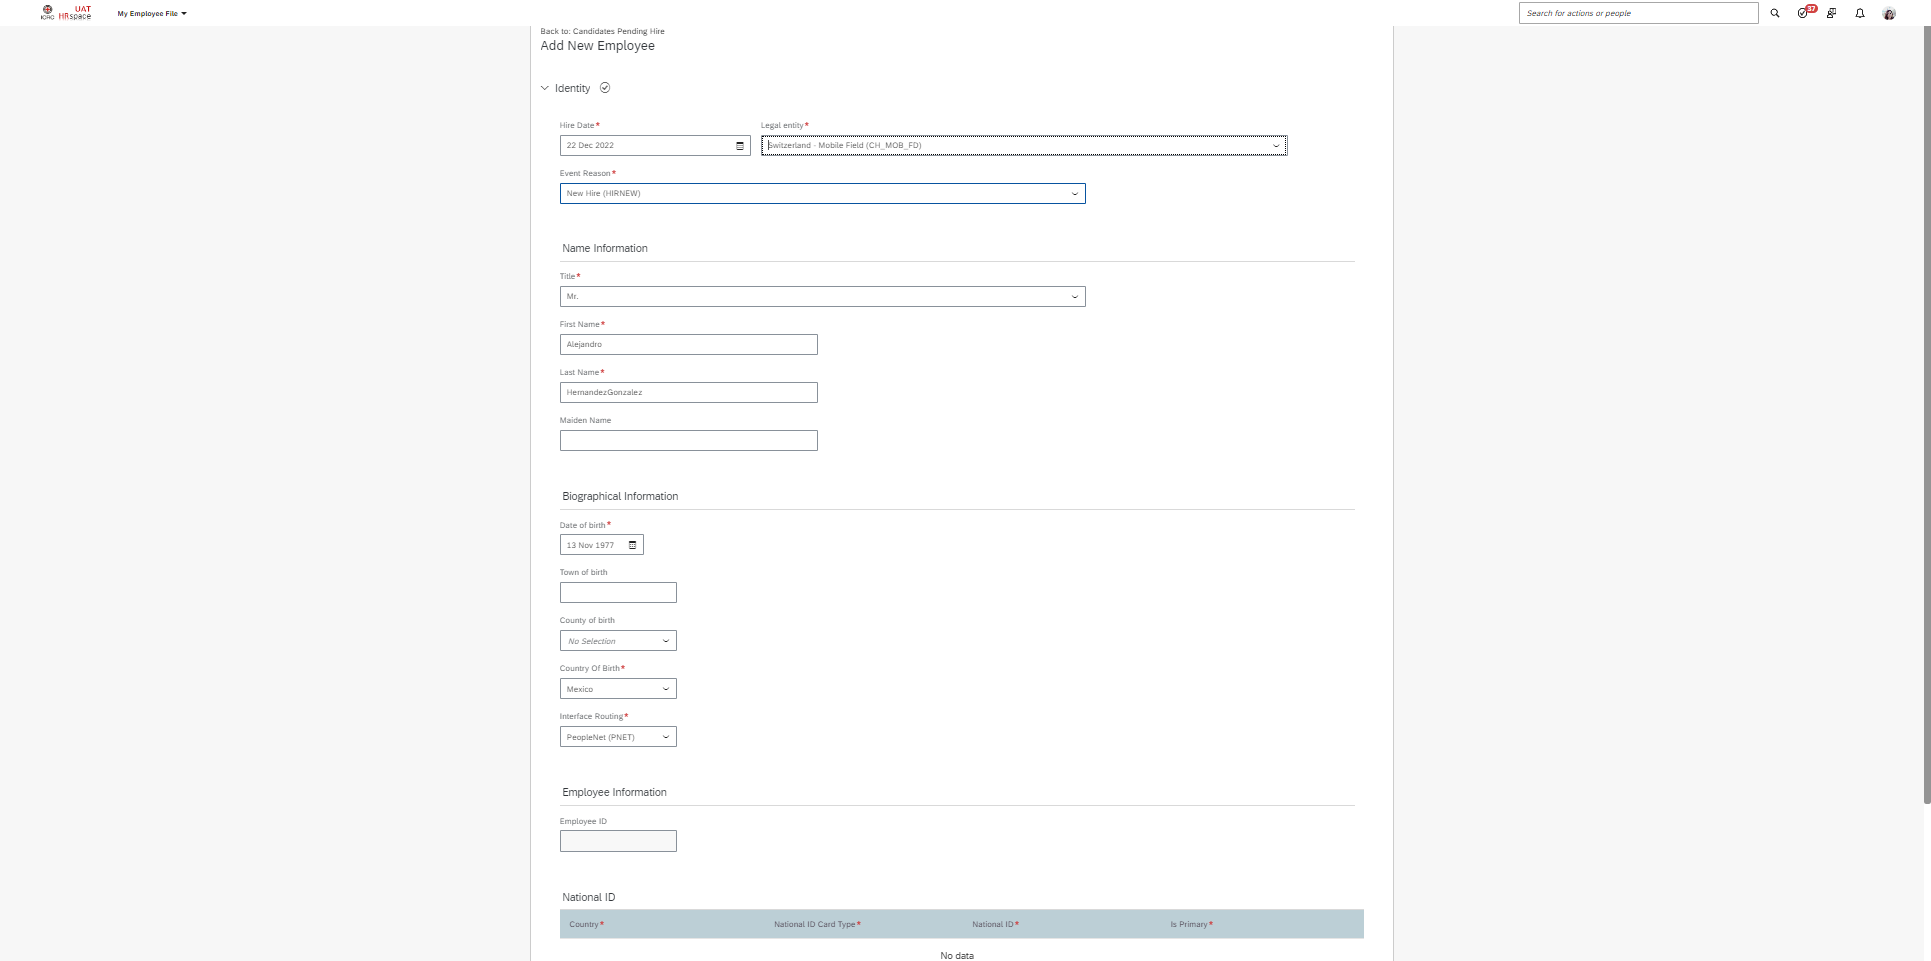 ICRC UAT HRspace My Employee File Search for actions or people 37
Back to: Candidates Pending Hire
Add New Employee
Identity
Hire Date* Legal entity*
22 Dec 2022 Switzerland - Mobile Field (CH_MOB_FD)
Event Reason*
New Hire (HIRNEW)
Name Information
Title*
Mr.
First Name*
Alejandro
Last Name*
HernandezGonzalez
Maiden Name
Biographical Information
Date of birth*
13 Nov 1977
Town of birth
County of birth
No Selection
Country Of Birth*
Mexico
Interface Routing*
PeopleNet (PNET)
Employee Information
Employee ID
National ID
Country* National ID Card Type* National ID* Is Primary*
No data